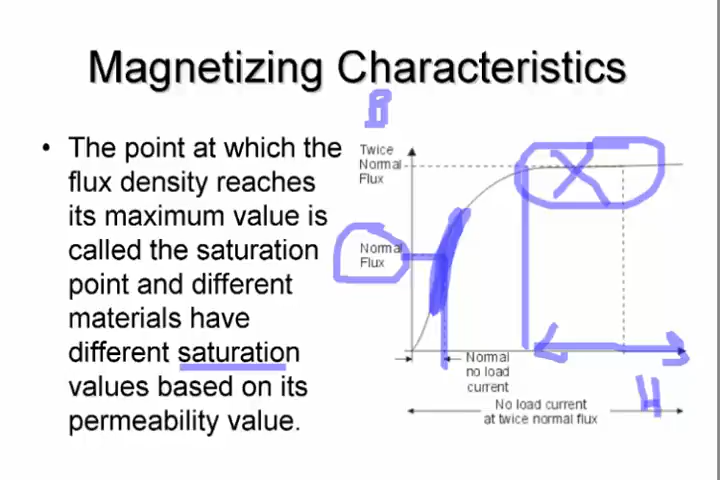 Magnetizing Characteristics
B
• The point at which the
flux density reaches
its maximum value is
called the saturation
point and different
materials have
different saturation
values based on its
permeability value.
Twice
Normal
Flux
X
Normal
Flux
Normal
no load
current
H
No load current
at twice normal flux